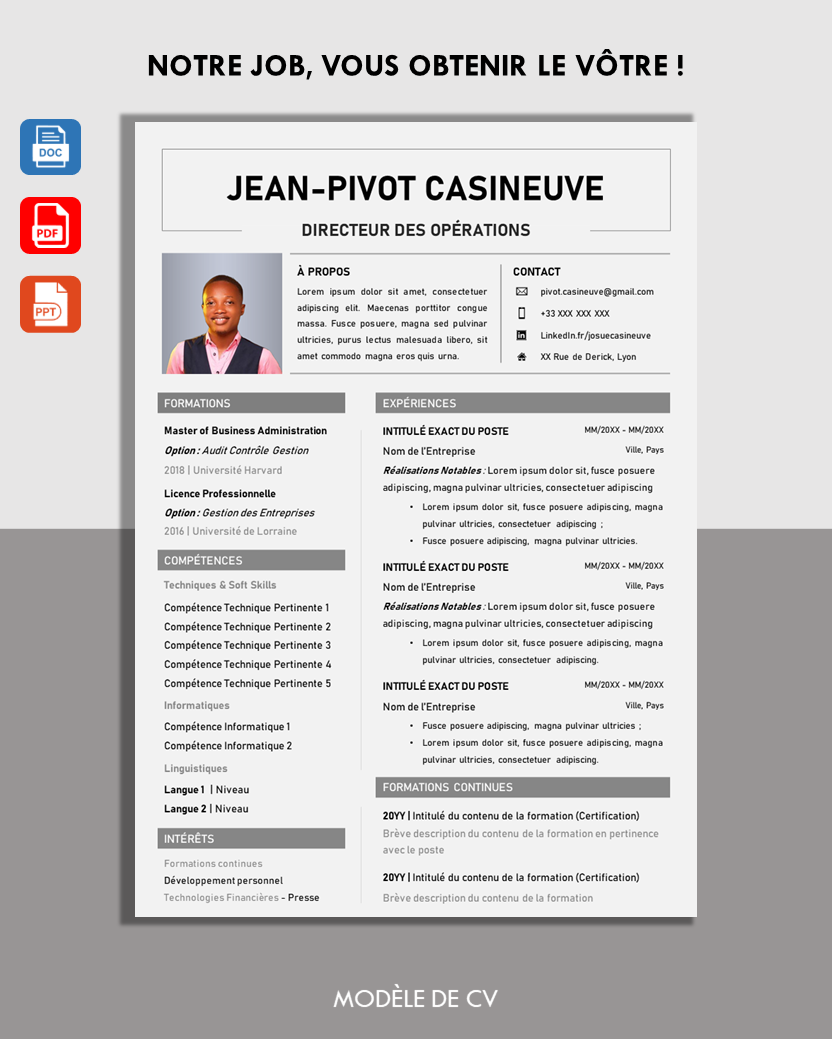 NOTRE JOB, VOUS OBTENIR LE VÔTRE !
DOC
PDF
PPT
JEAN-PIVOT CASINEUVE
DIRECTEUR DES OPÉRATIONS
À PROPOS
Lorem ipsum dolor sit amet, consectetuer
adipiscing elit. Maecenas porttitor congue
massa. Fusce posuere, magna sed pulvinar
ultricies, purus lectus malesuada libero, sit
amet commodo magna eros quis urna.
CONTACT
pivot.casineuve@gmail.com
+33 XXX XXX XXX
in
LinkedIn.fr/josuecasineuve
XX Rue de Derick, Lyon
FORMATIONS
Master of Business Administration
Option : Audit Contrôle Gestion
2018 | Université Harvard
Licence Professionnelle
Option : Gestion des Entreprises
2016 | Université de Lorraine
COMPÉTENCES
Techniques & Soft Skills
Compétence Technique Pertinente 1
Compétence Technique Pertinente 2
Compétence Technique Pertinente 3
Compétence Technique Pertinente 4
Compétence Technique Pertinente 5
Informatiques
Compétence Informatique 1
Compétence Informatique 2
Linguistiques
Langue 1 | Niveau
Langue 2 | Niveau
INTÉRÊTS
Formations continues
Développement personnel
Technologies Financières - Presse
EXPÉRIENCES
INTITULÉ EXACT DU POSTE MM/20XX - MM/20XX
Nom de l'Entreprise Ville, Pays
Réalisations Notables : Lorem ipsum dolor sit, fusce posuere
adipiscing, magna pulvinar ultricies, consectetuer adipiscing
• Lorem ipsum dolor sit, fusce posuere adipiscing, magna
pulvinar ultricies, consectetuer adipiscing ;
• Fusce posuere adipiscing, magna pulvinar ultricies.
INTITULÉ EXACT DU POSTE MM/20XX - MM/20XX
Nom de l'Entreprise Ville, Pays
Réalisations Notables : Lorem ipsum dolor sit, fusce posuere
adipiscing, magna pulvinar ultricies, consectetuer adipiscing
• Lorem ipsum dolor sit, fusce posuere adipiscing, magna
pulvinar ultricies, consectetuer adipiscing.
INTITULÉ EXACT DU POSTE MM/20XX - MM/20XX
Nom de l'Entreprise Ville, Pays
• Fusce posuere adipiscing, magna pulvinar ultricies ;
• Lorem ipsum dolor sit, fusce posuere adipiscing, magna
pulvinar ultricies, consectetuer adipiscing.
FORMATIONS CONTINUES
20YY | Intitulé du contenu de la formation (Certification)
Brève description du contenu de la formation en pertinence
avec le poste
20YY | Intitulé du contenu de la formation (Certification)
Brève description du contenu de la formation
MODÈLE DE CV